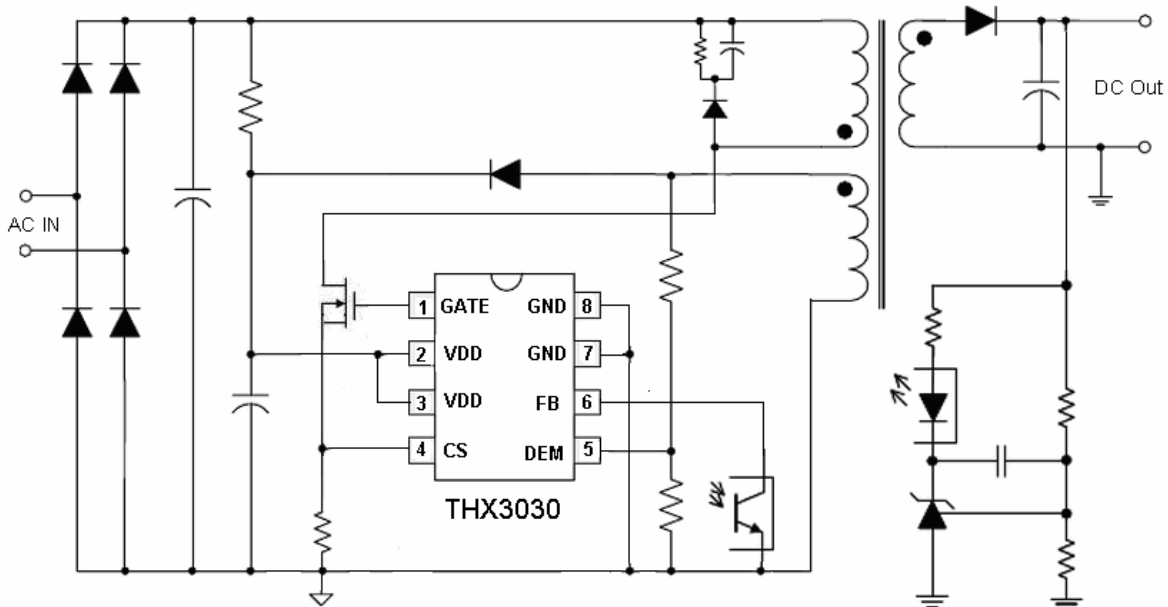 DC Out
AC IN
1 GATE GND 8
2 VDD GND 7
3 VDD FB 6
4 CS DEM 5
THX3030